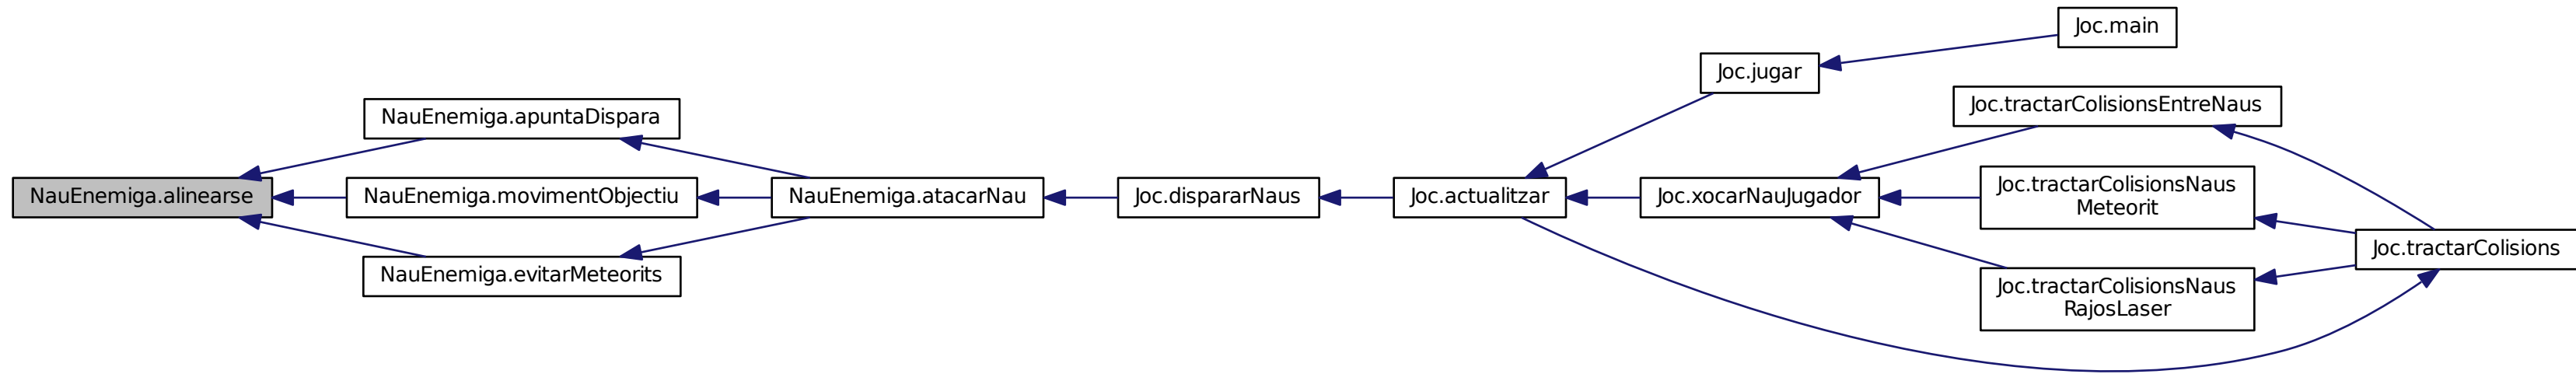 NauEnemiga.alinearse
NauEnemiga.apuntaDispara
NauEnemiga.movimentObjectiu
NauEnemiga.evitarMeteorits
NauEnemiga.atacarNau
Joc.dispararNaus
Joc.actualitzar
Joc.jugar
Joc.main
Joc.xocarNauJugador
Joc.tractarColisionsEntreNaus
Joc.tractarColisionsNaus
Meteorit
Joc.tractarColisionsNaus
RajosLaser
Joc.tractarColisions